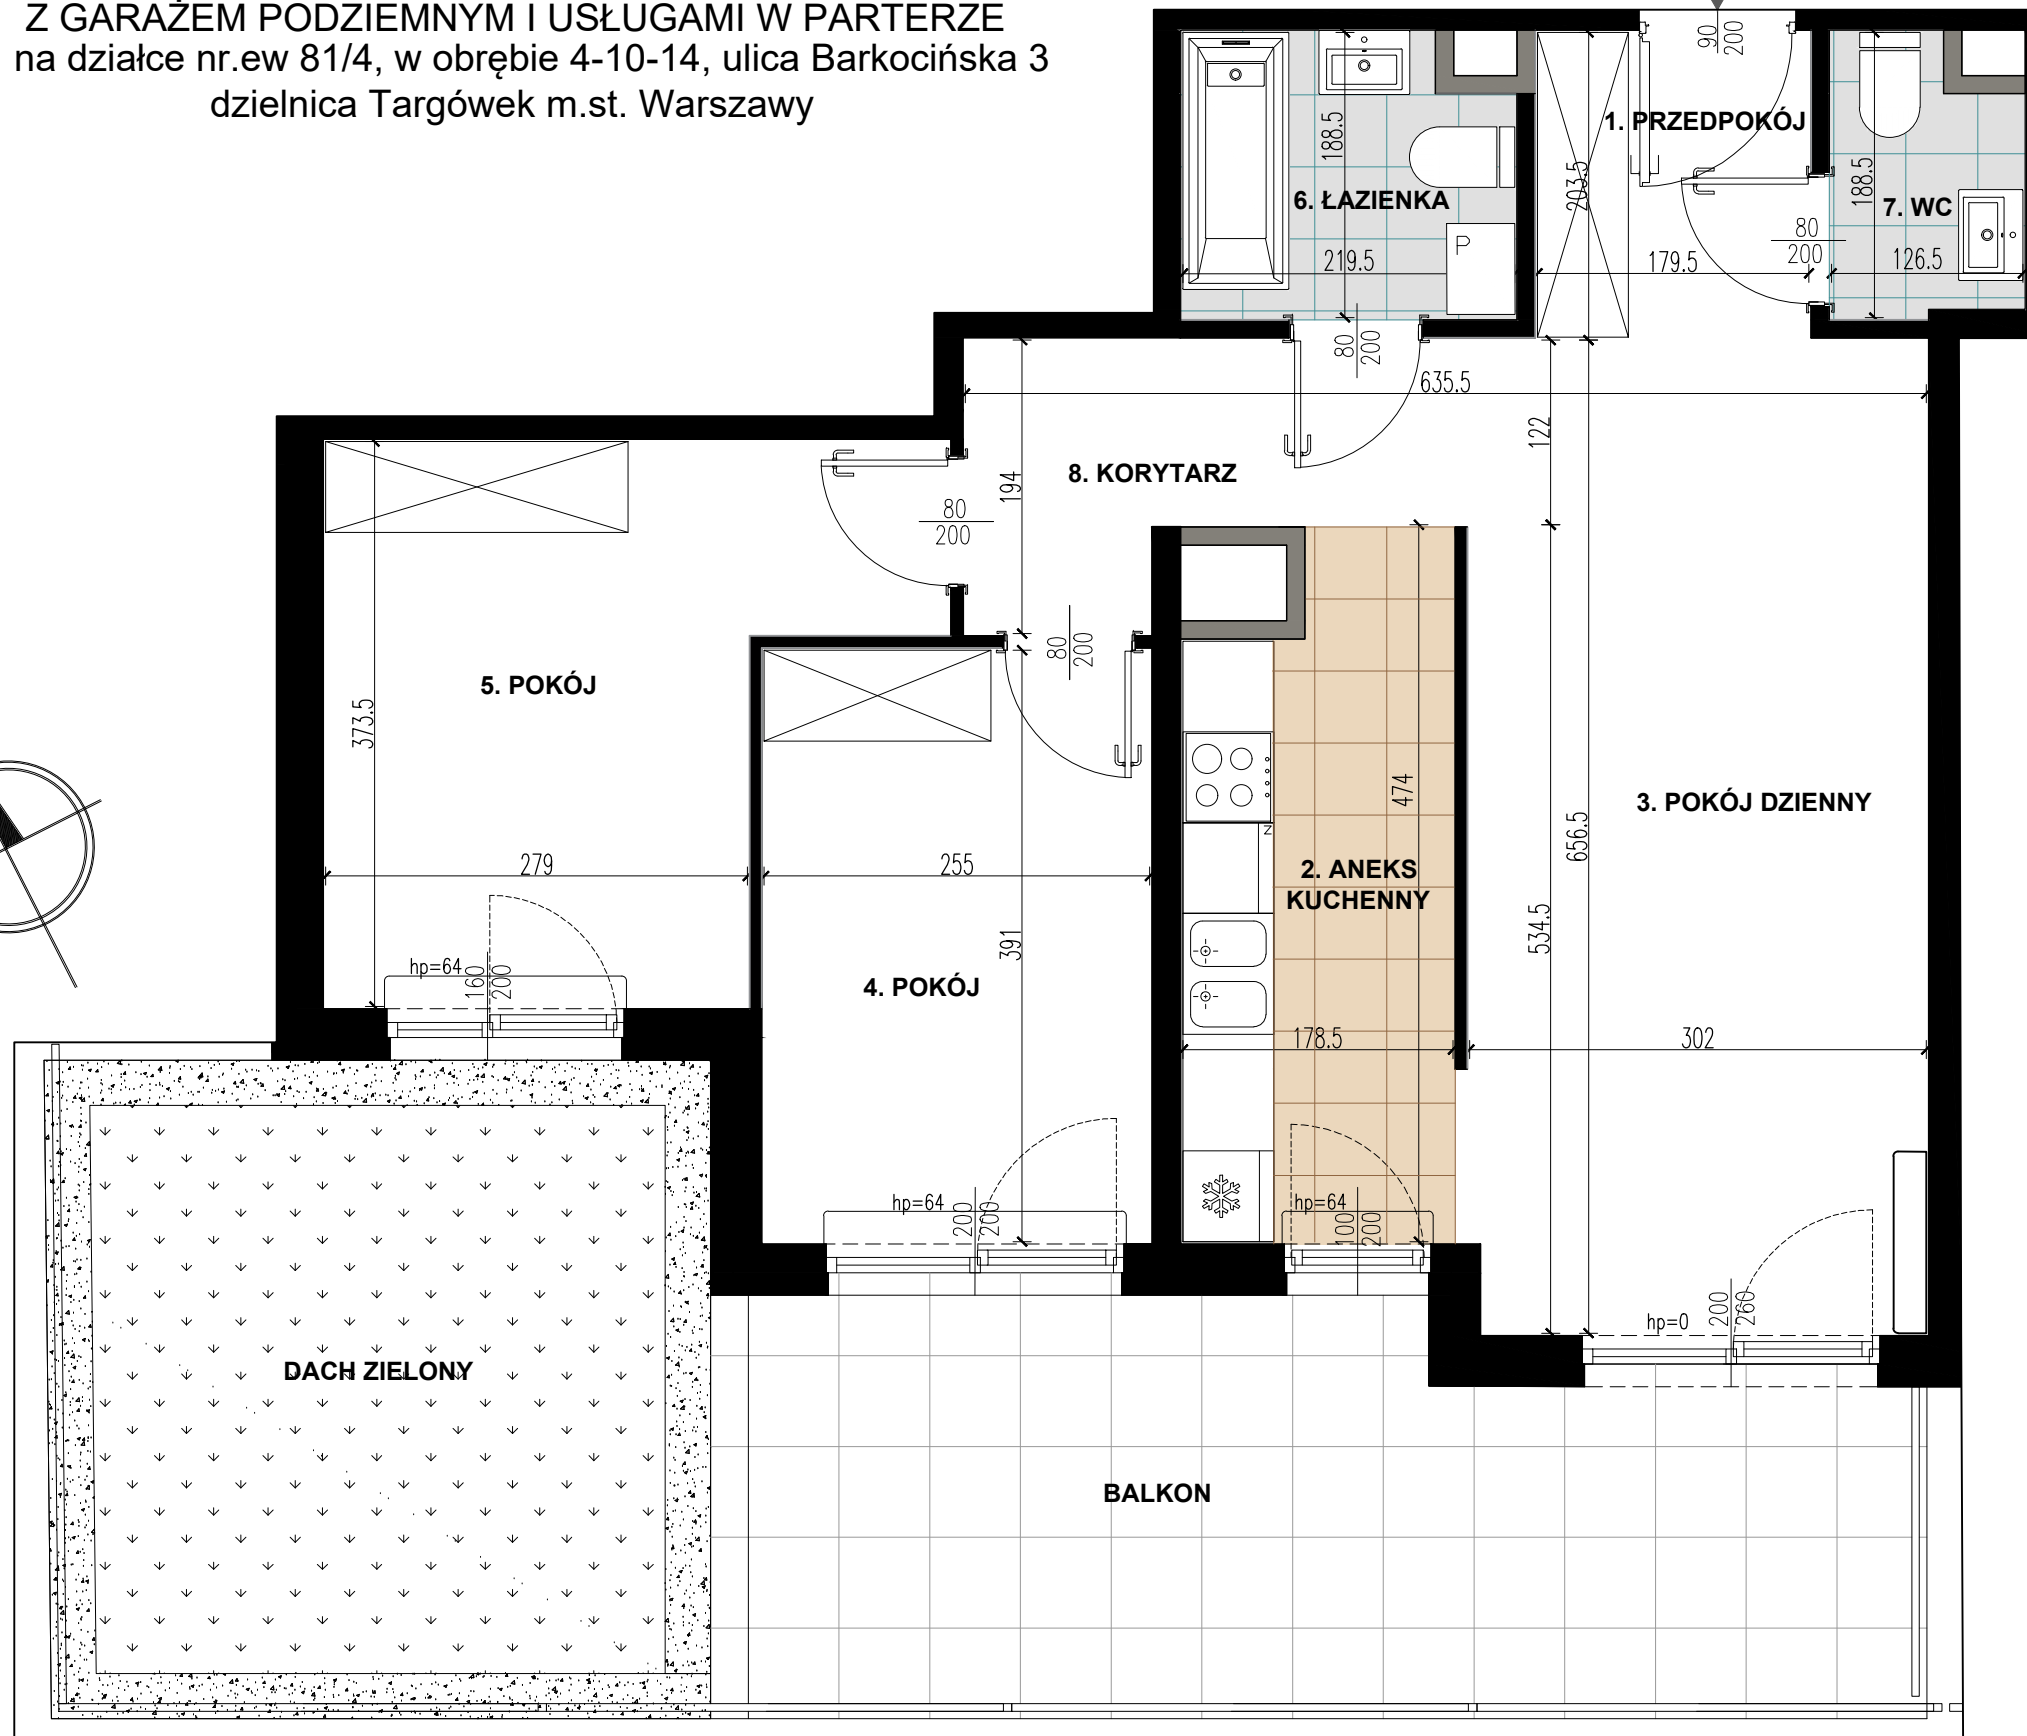 Z GARAŻEM PODZIEMNYM I USŁUGAMI W PARTERZE
na działce nr.ew 81/4, w obrębie 4-10-14, ulica Barkocińska 3
dzielnica Targówek m.st. Warszawy
90
200
1. PRZEDPOKÓJ
188.5
203.5
188.5
6. ŁAZIENKA
7. WC
P
80
200
219.5
179.5
126.5
80
200
635.5
122
8. KORYTARZ
194
80
200
80
200
5. POKÓJ
373.5
474
3. POKÓJ DZIENNY
656.5
Z
279
255
2. ANEKS
KUCHENNY
534.5
391
hp=64
160
200
4. POKÓJ
178.5
302
hp=64
200
200
hp=64
100
200
hp=0
200
260
DACH ZIELONY
BALKON